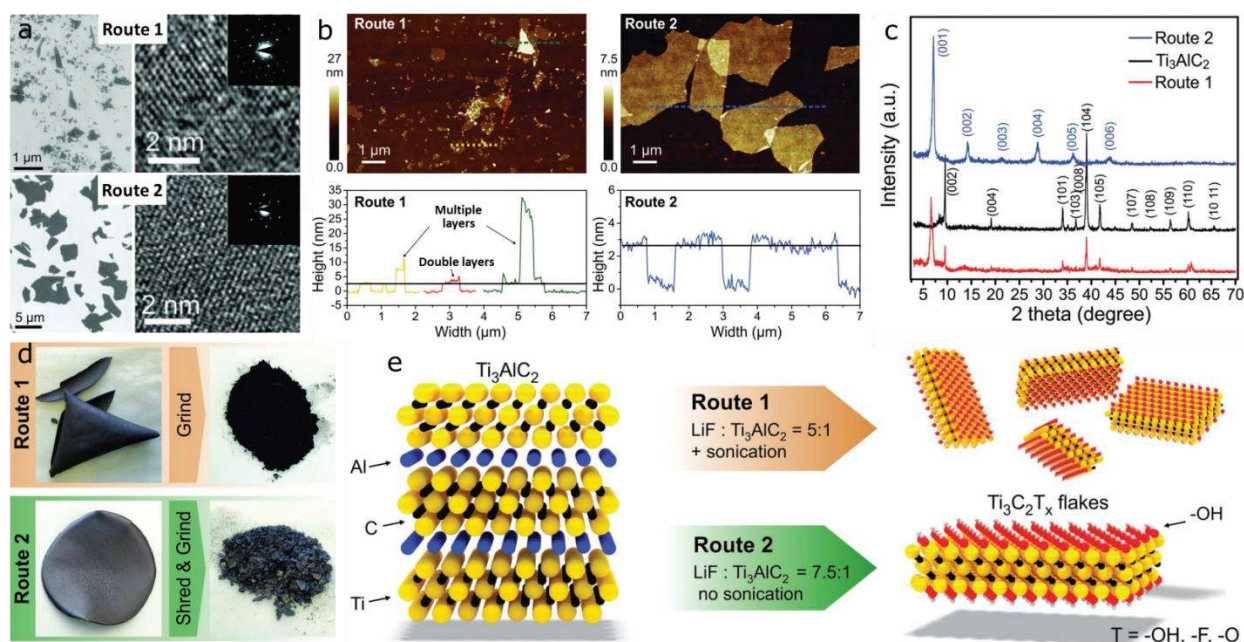 a
Route 1
1 μm
2 nm
Route 2
5 μm
2 nm
b
Route 1
27
nm
0.0
1 μm
Route 2
7.5
nm
0.0
1 μm
Route 1
Multiple
layers
Double layers
Height (nm)
35
30
25
20
15
10
5
0
0 1 2 3 4 5 6 7
Width (μm)
Route 2
Height (nm)
6
4
2
0
0 1 2 3 4 5 6 7
Width (μm)
c
Route 2
Ti₃AlC₂
Route 1
Intensity (a.u.)
(001)
(002)
(003)
(004)
(005)
(006)
(002)
(004)
(101)
(103)
(008)
(104)
(105)
(107)
(108)
(109)
(110)
(10 11)
5 10 15 20 25 30 35 40 45 50 55 60 65 70
2 theta (degree)
d
Route 1
Grind
Route 2
Shred & Grind
e
Ti₃AlC₂
Al
C
Ti
Route 1
LiF : Ti₃AlC₂ = 5:1
+ sonication
Route 2
LiF : Ti₃AlC₂ = 7.5:1
no sonication
Ti₃C₂Tₓ flakes
-OH
T = -OH, -F, -O